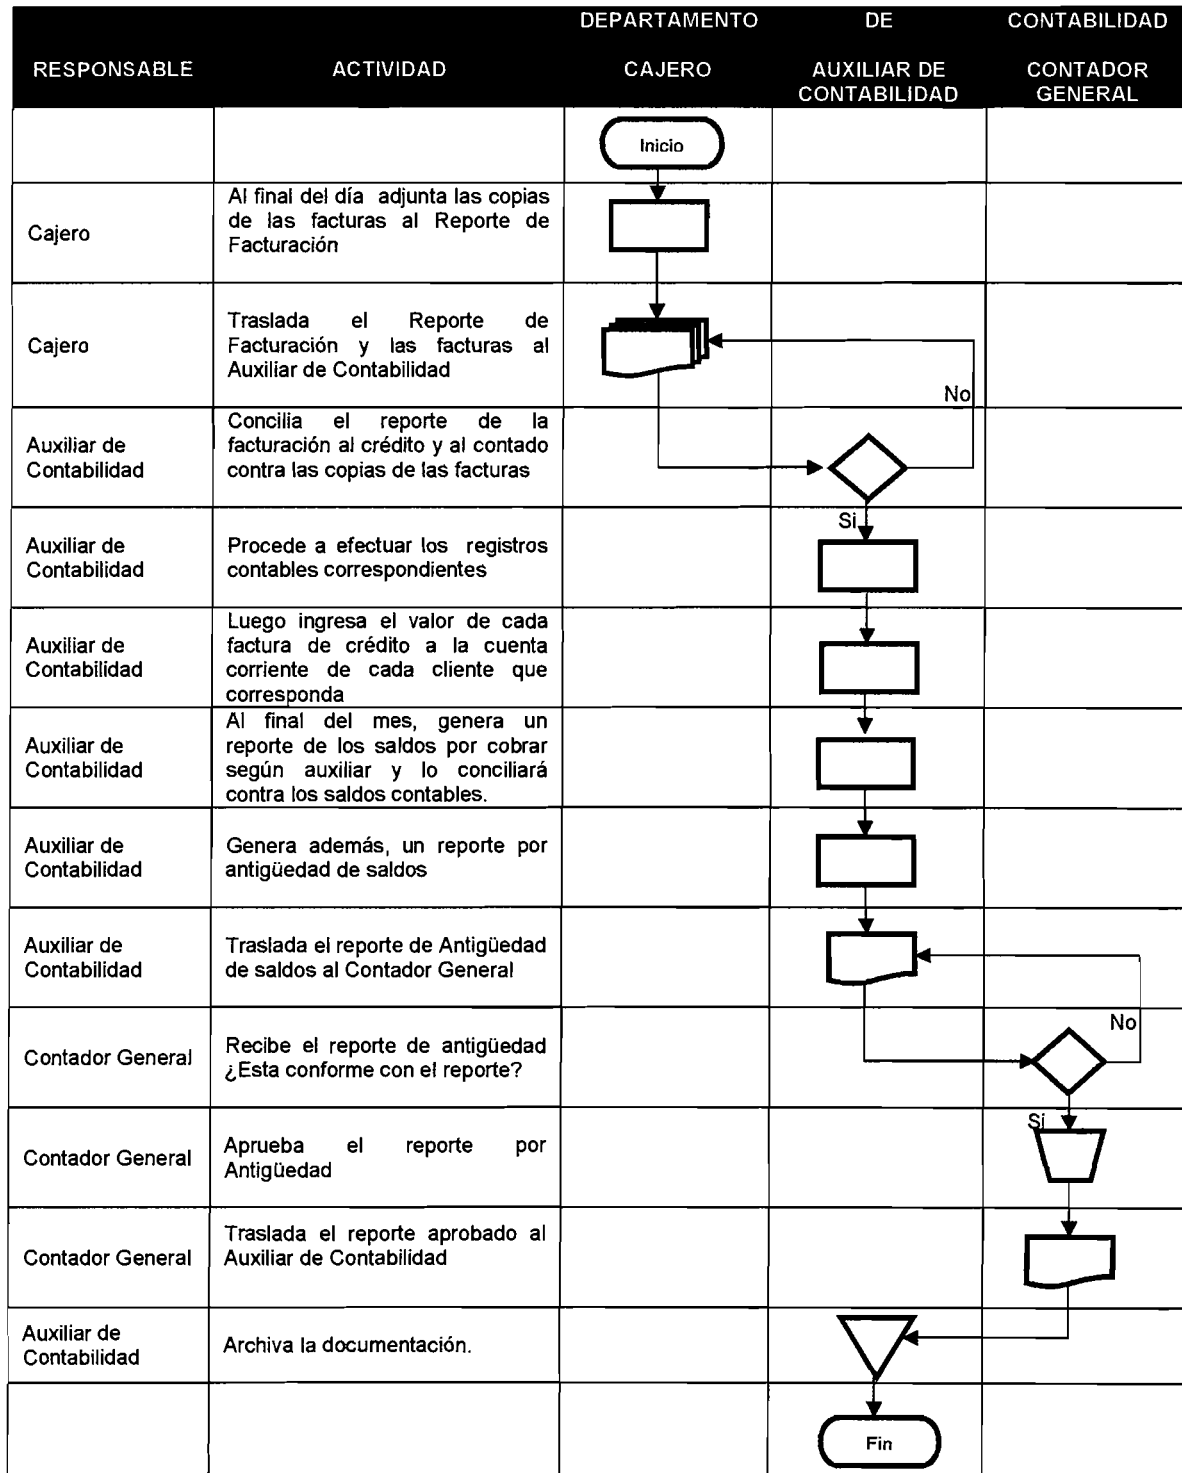 DEPARTAMENTO DE CONTABILIDAD
RESPONSABLE ACTIVIDAD CAJERO AUXILIAR DE CONTADOR
CONTABILIDAD GENERAL
Inicio
Cajero
Al final del día adjunta las copias
de las facturas al Reporte de
Facturación
Cajero
Traslada el Reporte de
Facturación y las facturas al
Auxiliar de Contabilidad
No
Auxiliar de
Contabilidad
Concilia el reporte de la
facturación al crédito y al contado
contra las copias de las facturas
Si
Auxiliar de
Contabilidad
Procede a efectuar los registros
contables correspondientes
Auxiliar de
Contabilidad
Luego ingresa el valor de cada
factura de crédito a la cuenta
corriente de cada cliente que
corresponda
Auxiliar de
Contabilidad
Al final del mes, genera un
reporte de los saldos por cobrar
según auxiliar y lo conciliará
contra los saldos contables.
Auxiliar de
Contabilidad
Genera además, un reporte por
antigüedad de saldos
Auxiliar de
Contabilidad
Traslada el reporte de Antigüedad
de saldos al Contador General
No
Contador General
Recibe el reporte de antigüedad
¿Esta conforme con el reporte?
Si
Contador General
Aprueba el reporte por
Antigüedad
Contador General
Traslada el reporte aprobado al
Auxiliar de Contabilidad
Auxiliar de
Contabilidad
Archiva la documentación.
Fin